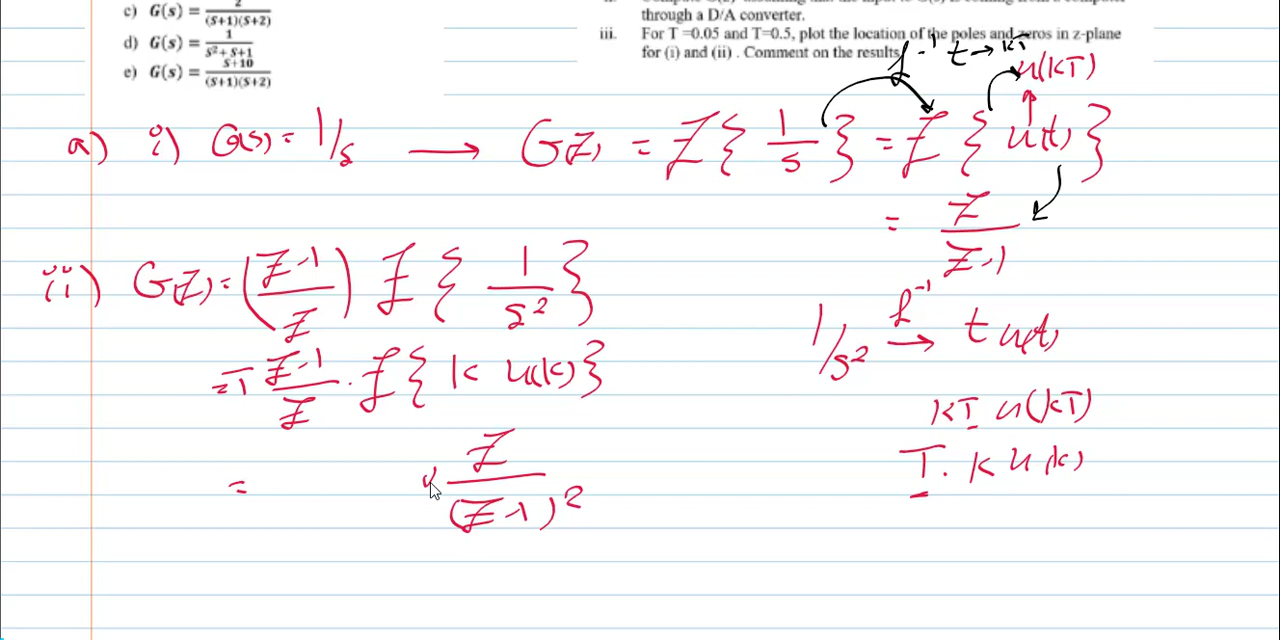 c) G(s) = 2/((S+1)(S+2))
through a D/A converter.
d) G(s) = 1/(S²+S+1)
iii. For T =0.05 and T=0.5, plot the location of the poles and zeros in z-plane
for (i) and (ii) . Comment on the results.
e) G(s) = (S+10)/((S+1)(S+2))
ℒ⁻¹ t → kT
u(kT)
a) i) G(s) = 1/s → G(z) = Z{ 1/s } = Z{ u(t) }
= z/(z-1)
ii) G(z) = ((z-1)/z) Z{ 1/s² }
1/s² ℒ⁻¹ → t u(t)
= T (z-1)/z . Z{ k u(k) }
kT u(kT)
T . k u(k)
= z/(z-1)²